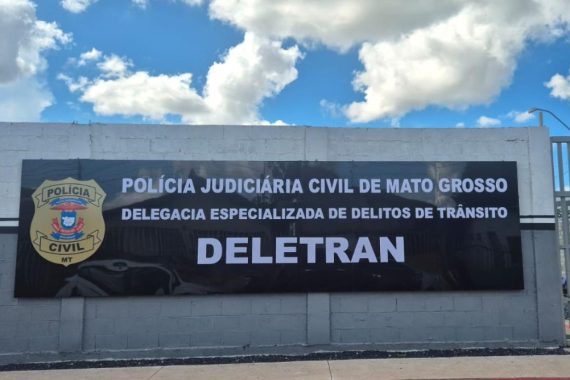 POLÍCIA
CIVIL
MT
POLÍCIA JUDICIÁRIA CIVIL DE MATO GROSSO
DELEGACIA ESPECIALIZADA DE DELITOS DE TRÂNSITO
DELETRAN